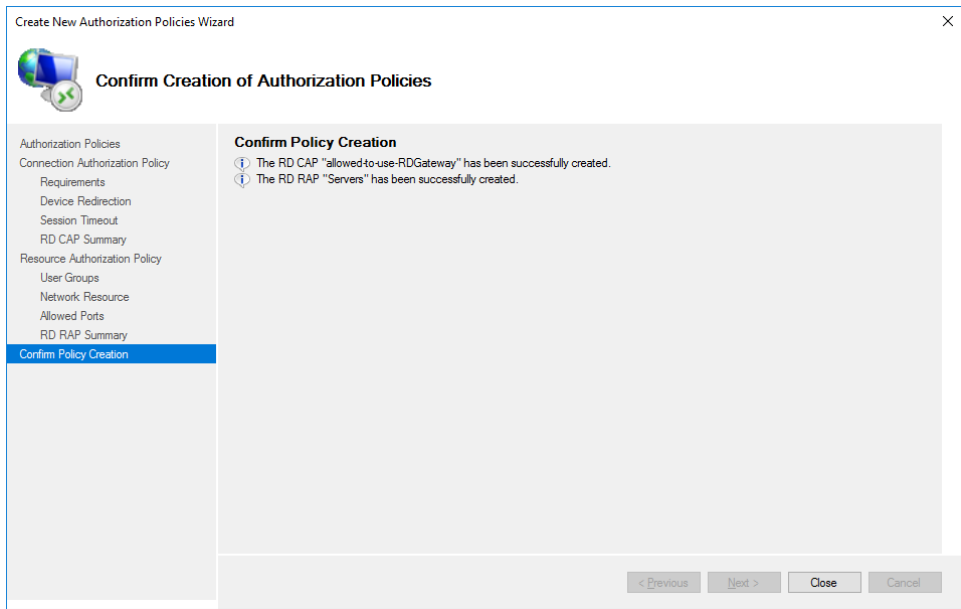 Create New Authorization Policies Wizard
Confirm Creation of Authorization Policies
Authorization Policies
Connection Authorization Policy
Requirements
Device Redirection
Session Timeout
RD CAP Summary
Resource Authorization Policy
User Groups
Network Resource
Allowed Ports
RD RAP Summary
Confirm Policy Creation
Confirm Policy Creation
The RD CAP "allowed-to-use-RDGateway" has been successfully created.
The RD RAP "Servers" has been successfully created.
< Previous Next > Close Cancel